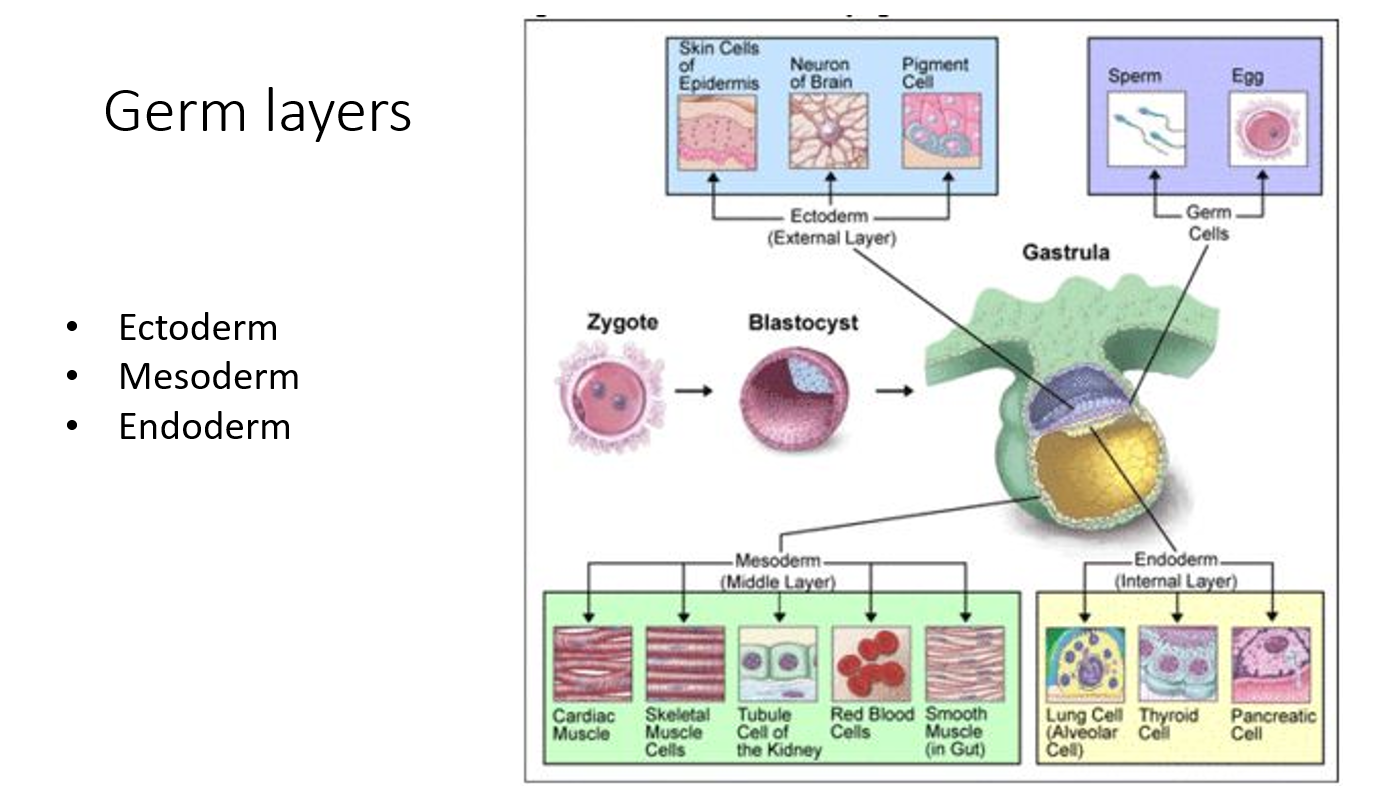 Germ layers
• Ectoderm
• Mesoderm
• Endoderm
Skin Cells
of
Epidermis
Neuron
of Brain
Pigment
Cell
Sperm
Egg
Ectoderm
(External Layer)
Germ
Cells
Gastrula
Zygote
Blastocyst
Mesoderm
(Middle Layer)
Endoderm
(Internal Layer)
Cardiac
Muscle
Skeletal
Muscle
Cells
Tubule
Cell of
the Kidney
Red Blood
Cells
Smooth
Muscle
(in Gut)
Lung Cell
(Alveolar
Cell)
Thyroid
Cell
Pancreatic
Cell